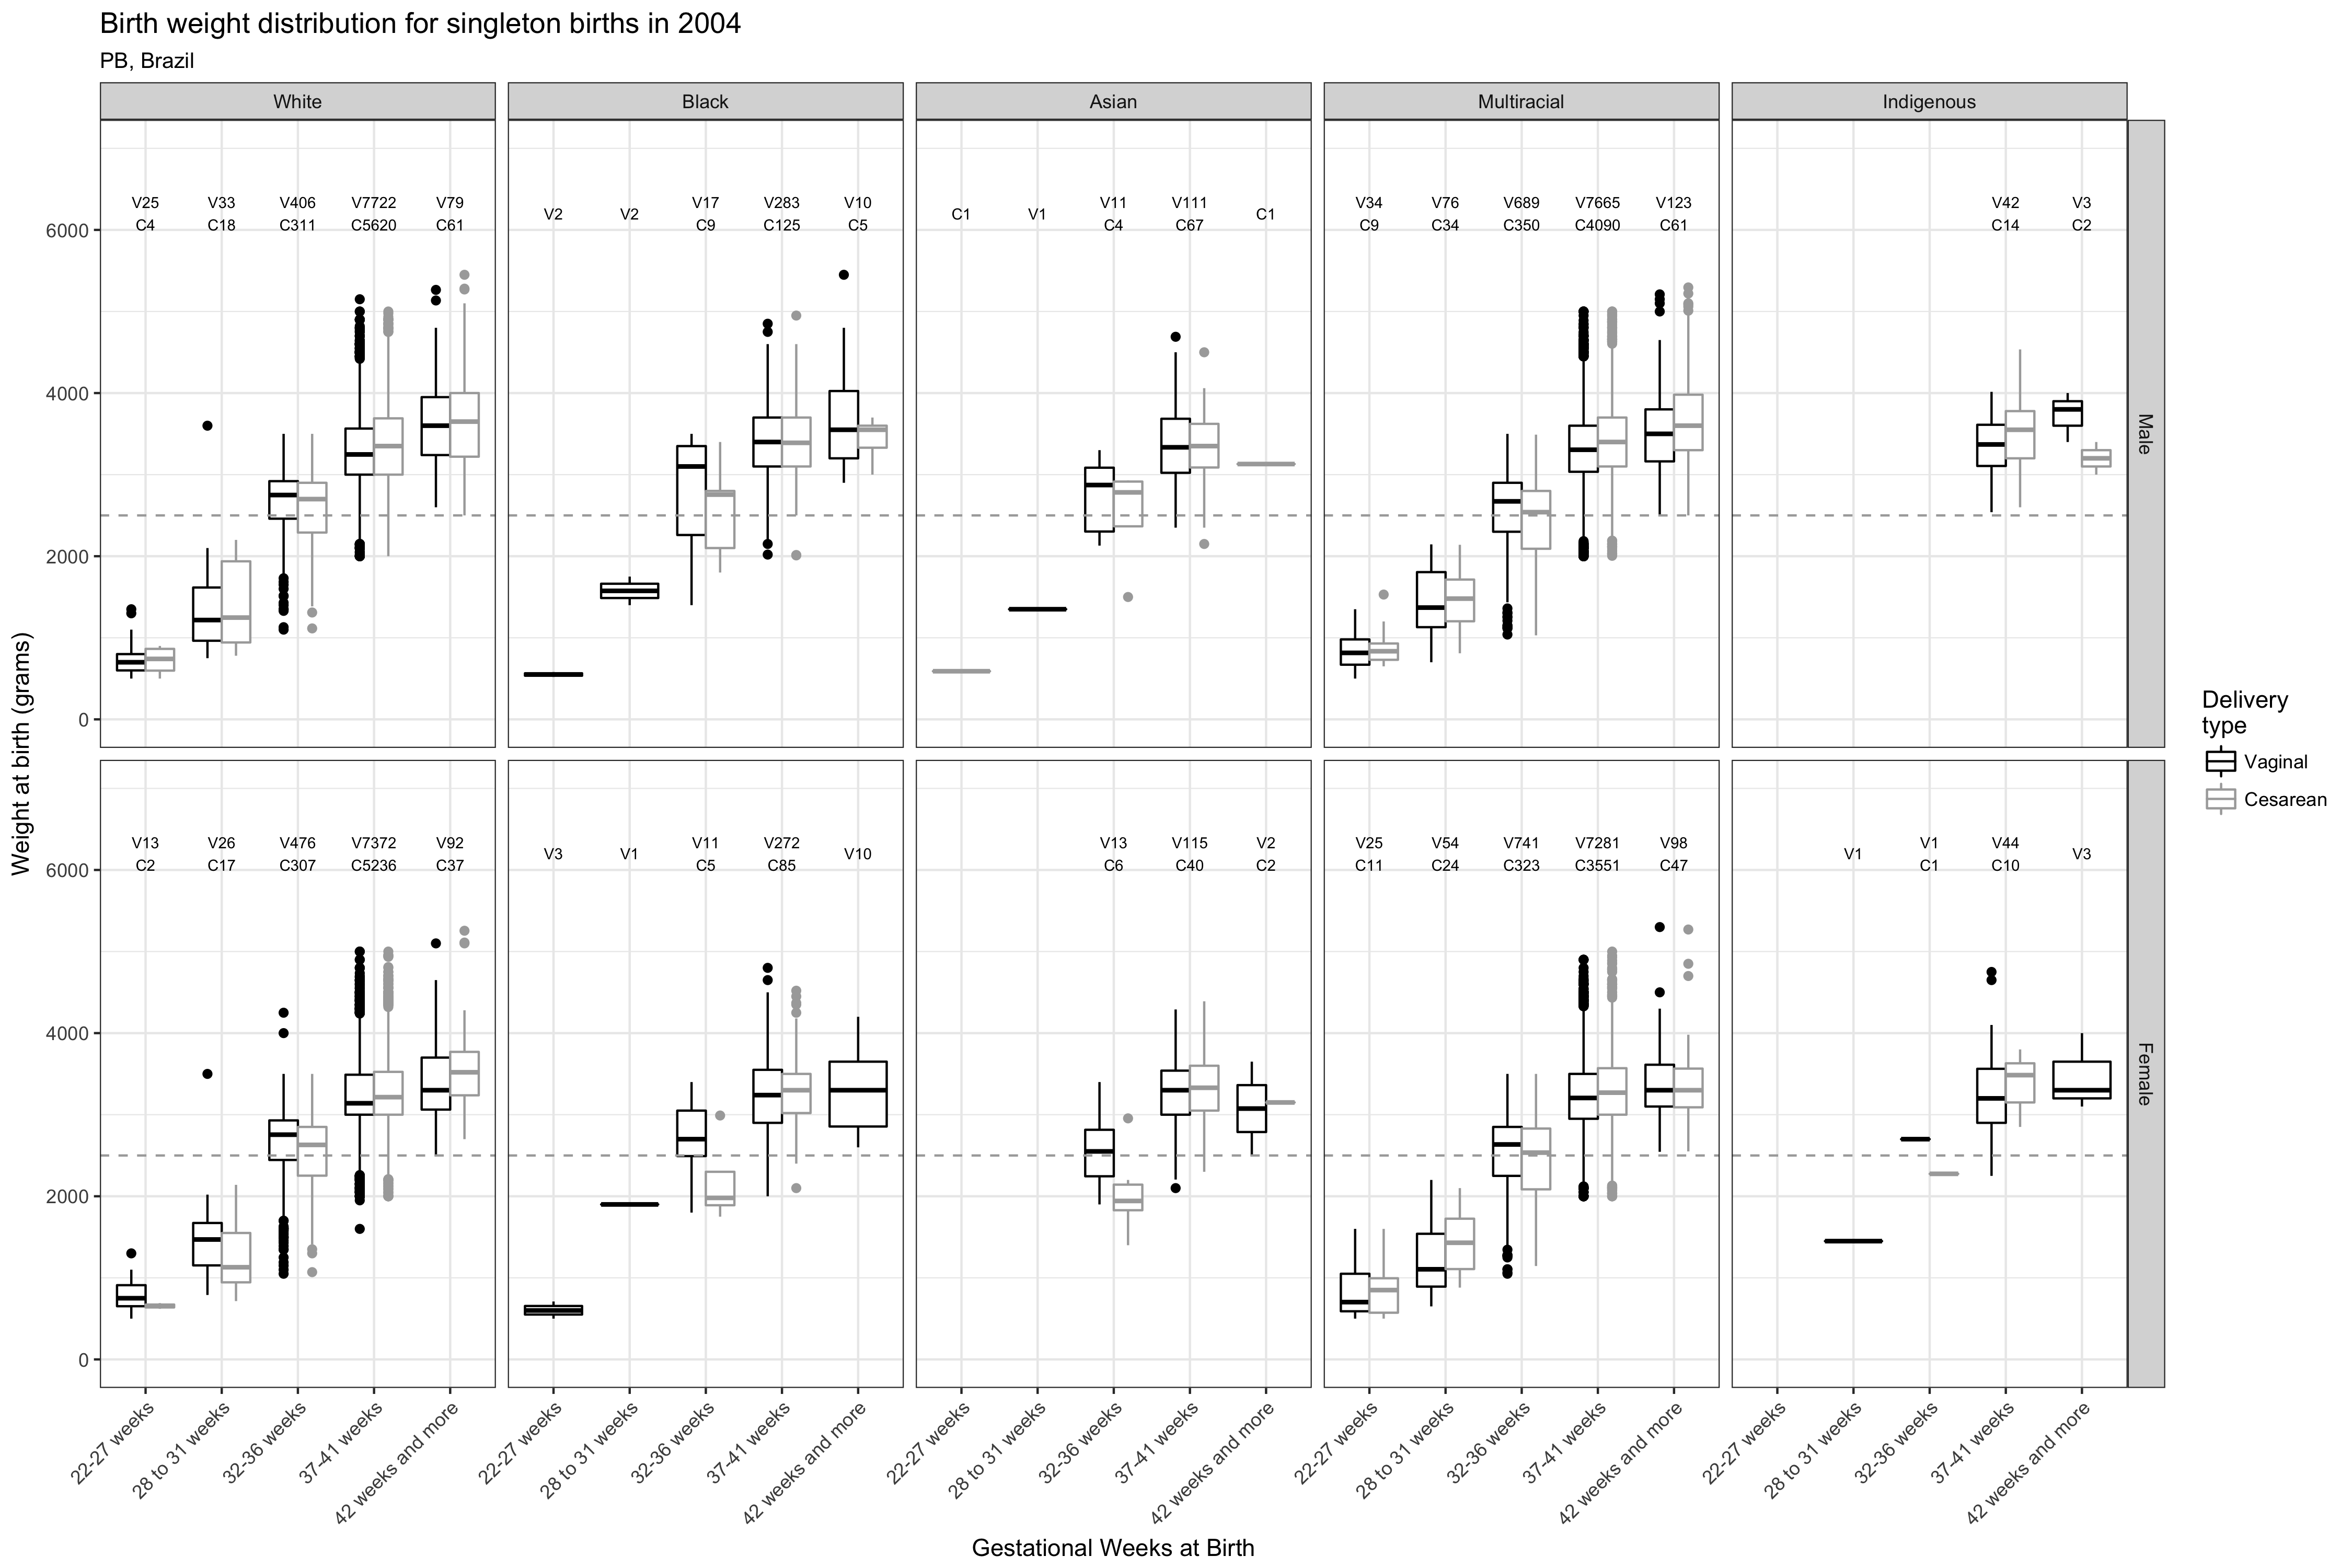 Birth weight distribution for singleton births in 2004
PB, Brazil
White
Black
Asian
Multiracial
Indigenous
Weight at birth (grams)
Male
6000
4000
2000
0
V25 V33 V406 V7722 V79
C4 C18 C311 C5620 C61
V2 V2 V17 V283 V10
C9 C125 C5
C1 V1 V11 V111 C1
C4 C67
V34 V76 V689 V7665 V123
C9 C34 C350 C4090 C61
V42 V3
C14 C2
Female
6000
4000
2000
0
V13 V26 V476 V7372 V92
C2 C17 C307 C5236 C37
V3 V1 V11 V272 V10
C5 C85
V13 V115 V2
C6 C40 C2
V25 V54 V741 V7281 V98
C11 C24 C323 C3551 C47
V1 V1 V44 V3
C1 C10
22-27 weeks
28 to 31 weeks
32-36 weeks
37-41 weeks
42 weeks and more
22-27 weeks
28 to 31 weeks
32-36 weeks
37-41 weeks
42 weeks and more
22-27 weeks
28 to 31 weeks
32-36 weeks
37-41 weeks
42 weeks and more
22-27 weeks
28 to 31 weeks
32-36 weeks
37-41 weeks
42 weeks and more
22-27 weeks
28 to 31 weeks
32-36 weeks
37-41 weeks
42 weeks and more
Gestational Weeks at Birth
Delivery
type
Vaginal
Cesarean